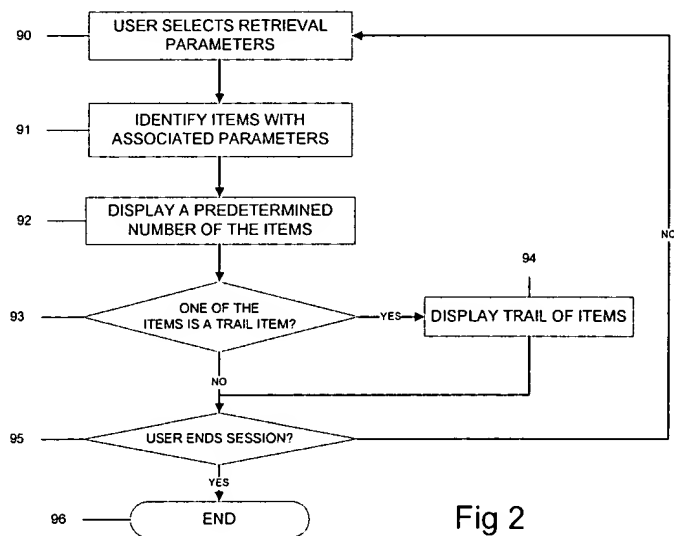 90
USER SELECTS RETRIEVAL
PARAMETERS
91
IDENTIFY ITEMS WITH
ASSOCIATED PARAMETERS
92
DISPLAY A PREDETERMINED
NUMBER OF THE ITEMS
NO
94
93
ONE OF THE
ITEMS IS A TRAIL ITEM?
YES
DISPLAY TRAIL OF ITEMS
NO
95
USER ENDS SESSION?
YES
96
END
Fig 2